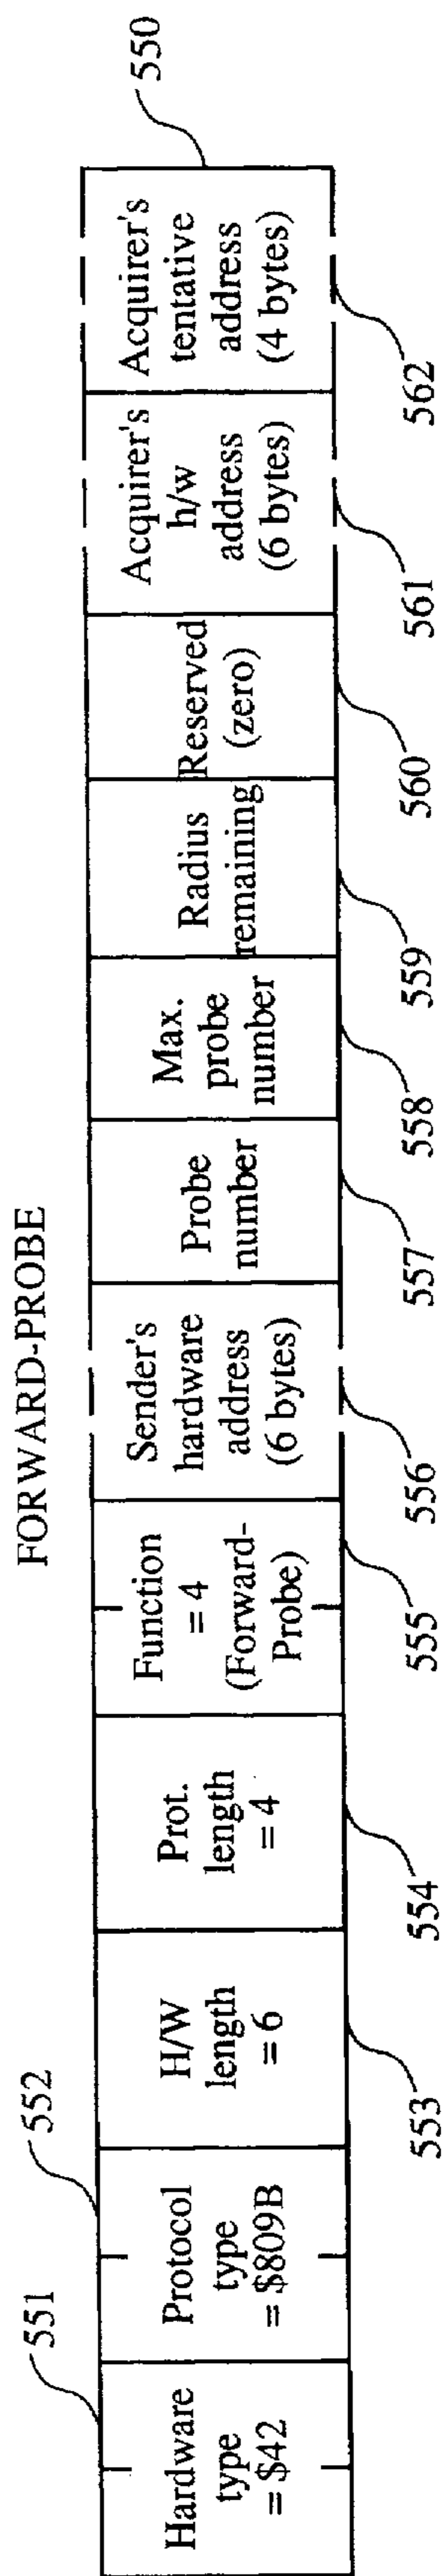 FORWARD-PROBE
551
552
550
Hardware
type
= $42
Protocol
type
= $809B
H/W
length
= 6
Prot.
length
= 4
Function
= 4
(Forward-
Probe)
Sender's
hardware
address
(6 bytes)
Probe
number
Max.
probe
number
Radius
remaining
Reserved
(zero)
Acquirer's
h/w
address
(6 bytes)
Acquirer's
tentative
address
(4 bytes)
553
554
555
556
557
558
559
560
561
562